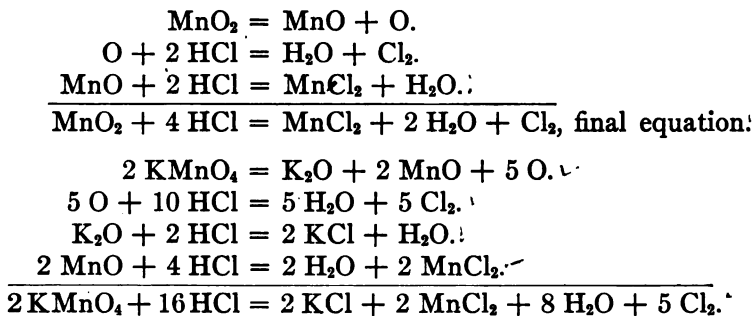 MnO₂ = MnO + O.
O + 2 HCl = H₂O + Cl₂.
MnO + 2 HCl = MnCl₂ + H₂O.
MnO₂ + 4 HCl = MnCl₂ + 2 H₂O + Cl₂, final equation.
2 KMnO₄ = K₂O + 2 MnO + 5 O.
5 O + 10 HCl = 5 H₂O + 5 Cl₂.
K₂O + 2 HCl = 2 KCl + H₂O.
2 MnO + 4 HCl = 2 H₂O + 2 MnCl₂.
2 KMnO₄ + 16 HCl = 2 KCl + 2 MnCl₂ + 8 H₂O + 5 Cl₂.